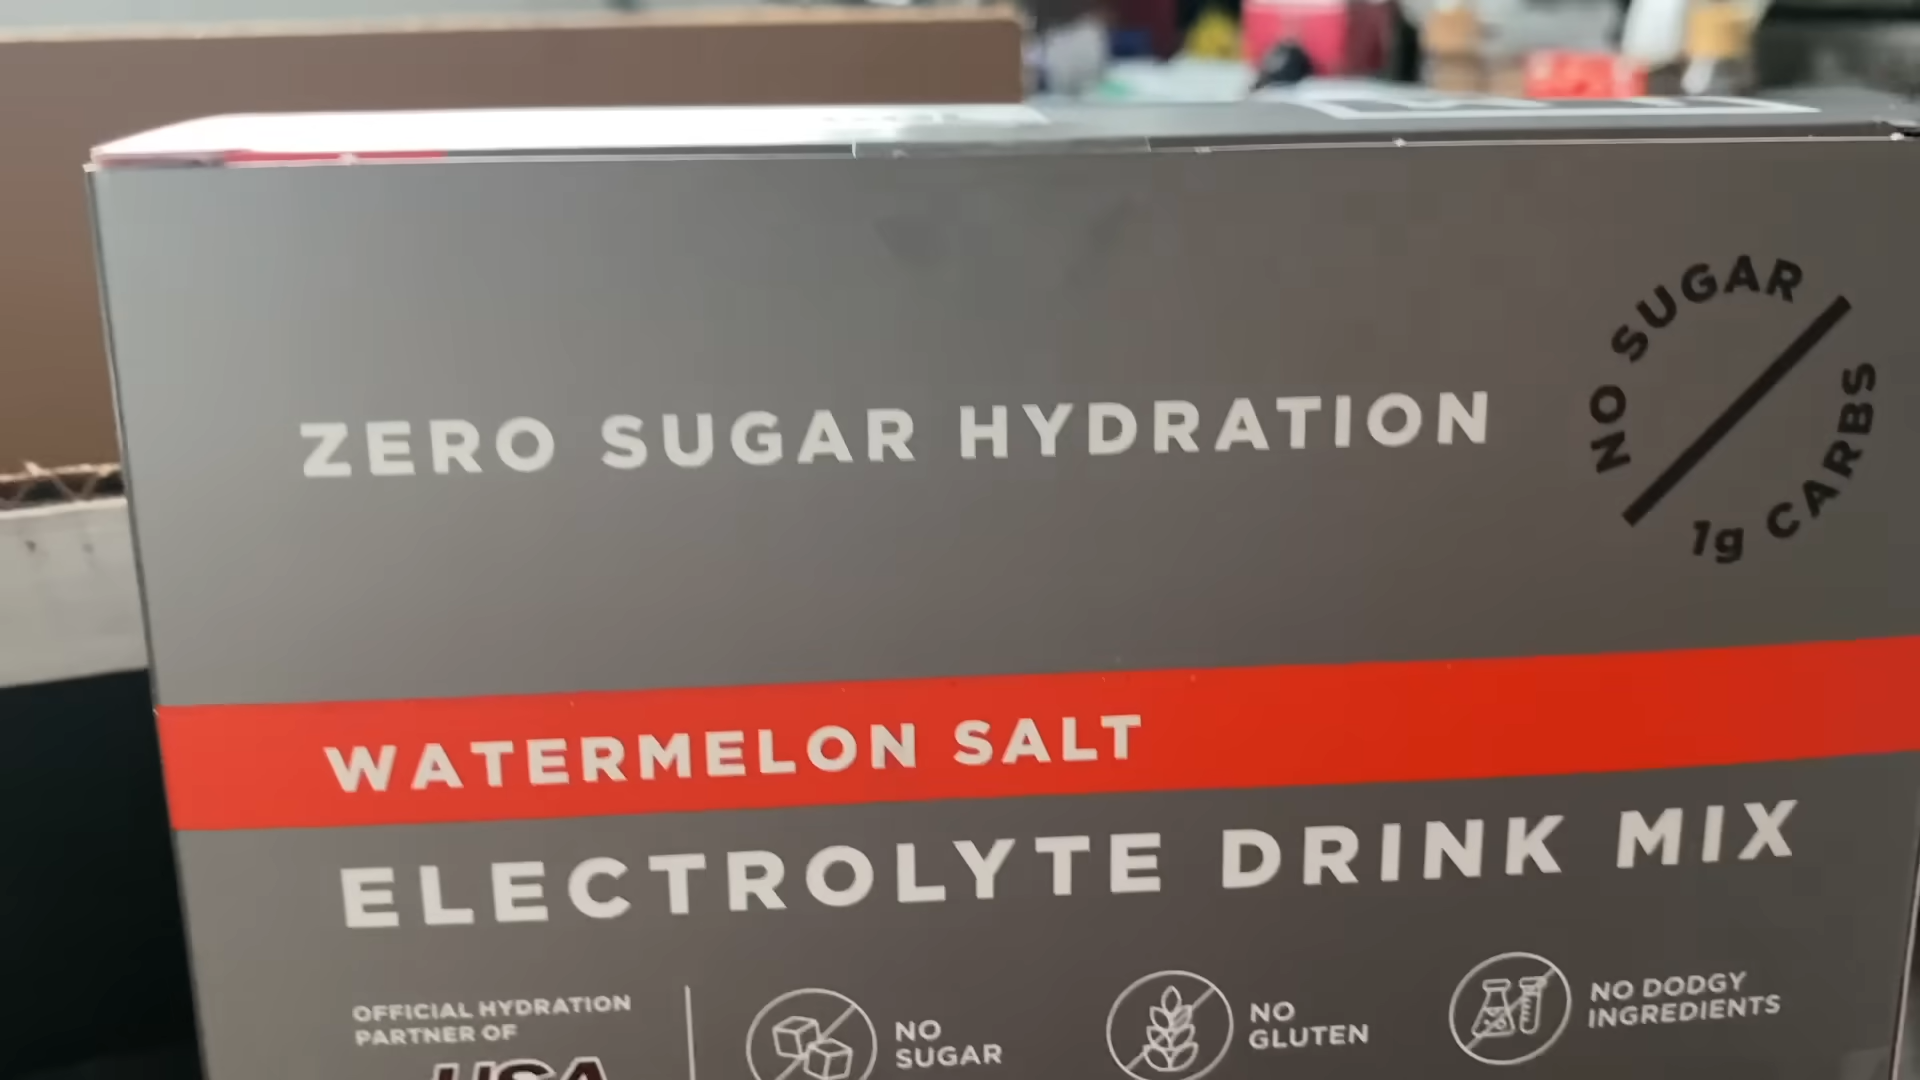 ZERO SUGAR HYDRATION
NO SUGAR
1g CARBS
WATERMELON SALT
ELECTROLYTE DRINK MIX
OFFICIAL HYDRATION
PARTNER OF
USA
NO
SUGAR
NO
GLUTEN
NO DODGY
INGREDIENTS